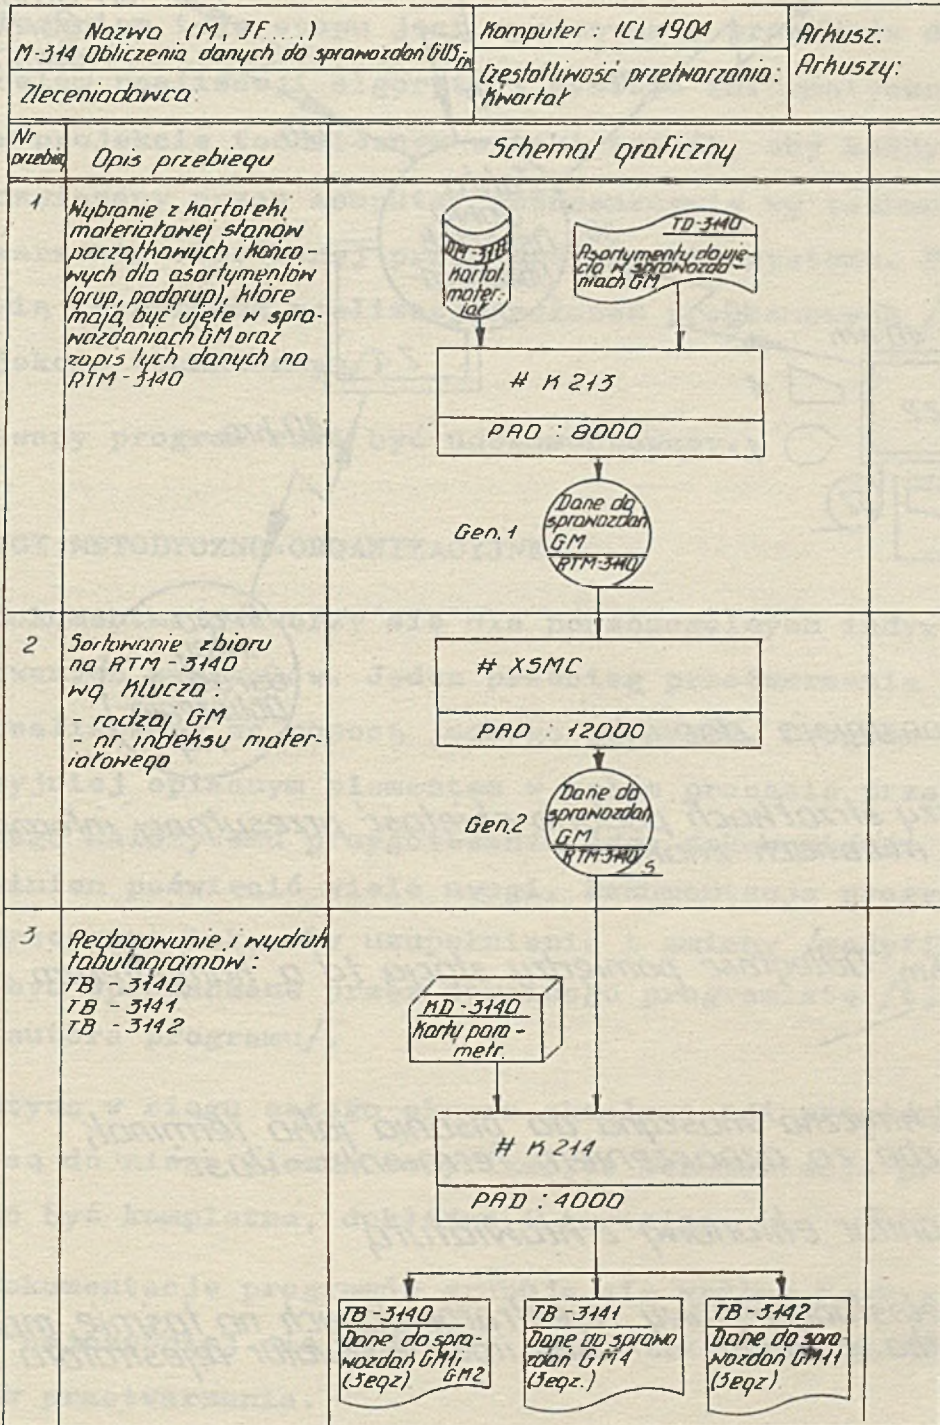 Nazwa (M, JF....)
M-314 Obliczenia danych do sprawozdań GUS-GM
Zleceniodawca
Komputer : ICL 1904
Częstotliwość przetwarzania:
Kwartał
Arkusz:
Arkuszy:
Nr
przebieg
Opis przebiegu
Schemat graficzny
1
Wybranie z kartoteki
materiałowej stanów
początkowych i końco-
wych dla asortymentów
(grup, podgrup), które
mają być ujęte w spra-
wozdaniach GM oraz
zapis tych danych na
RTM - 3140
Kartot.
mater-
iał
TD-3140
Asortymenty do uję-
cia w sprawozda-
niach GM
# K 213
PAO : 8000
Gen. 1
Dane do
sprawozdań
GM
RTM-3140
2
Sortowanie zbioru
na RTM - 3140
wg Klucza :
- rodzaj GM
- nr indeksu mater-
iałowego
# XSMC
PAO : 12000
Gen.2
Dane do
sprawozdań
GM
RTM-3140
S
3
Redagowanie i wydruk
tabulogramów :
TB - 3140
TB - 3141
TB - 3142
KD - 3140
Karty para-
metr.
# K 214
PAD : 4000
TB - 3140
Dane do spra-
wozdań GM1i
(3egz) GM2
TB - 3141
Dane do sprawo
zdań GM4
(3egz.)
TB - 3142
Dane do spra-
wozdań GM11
(3egz)